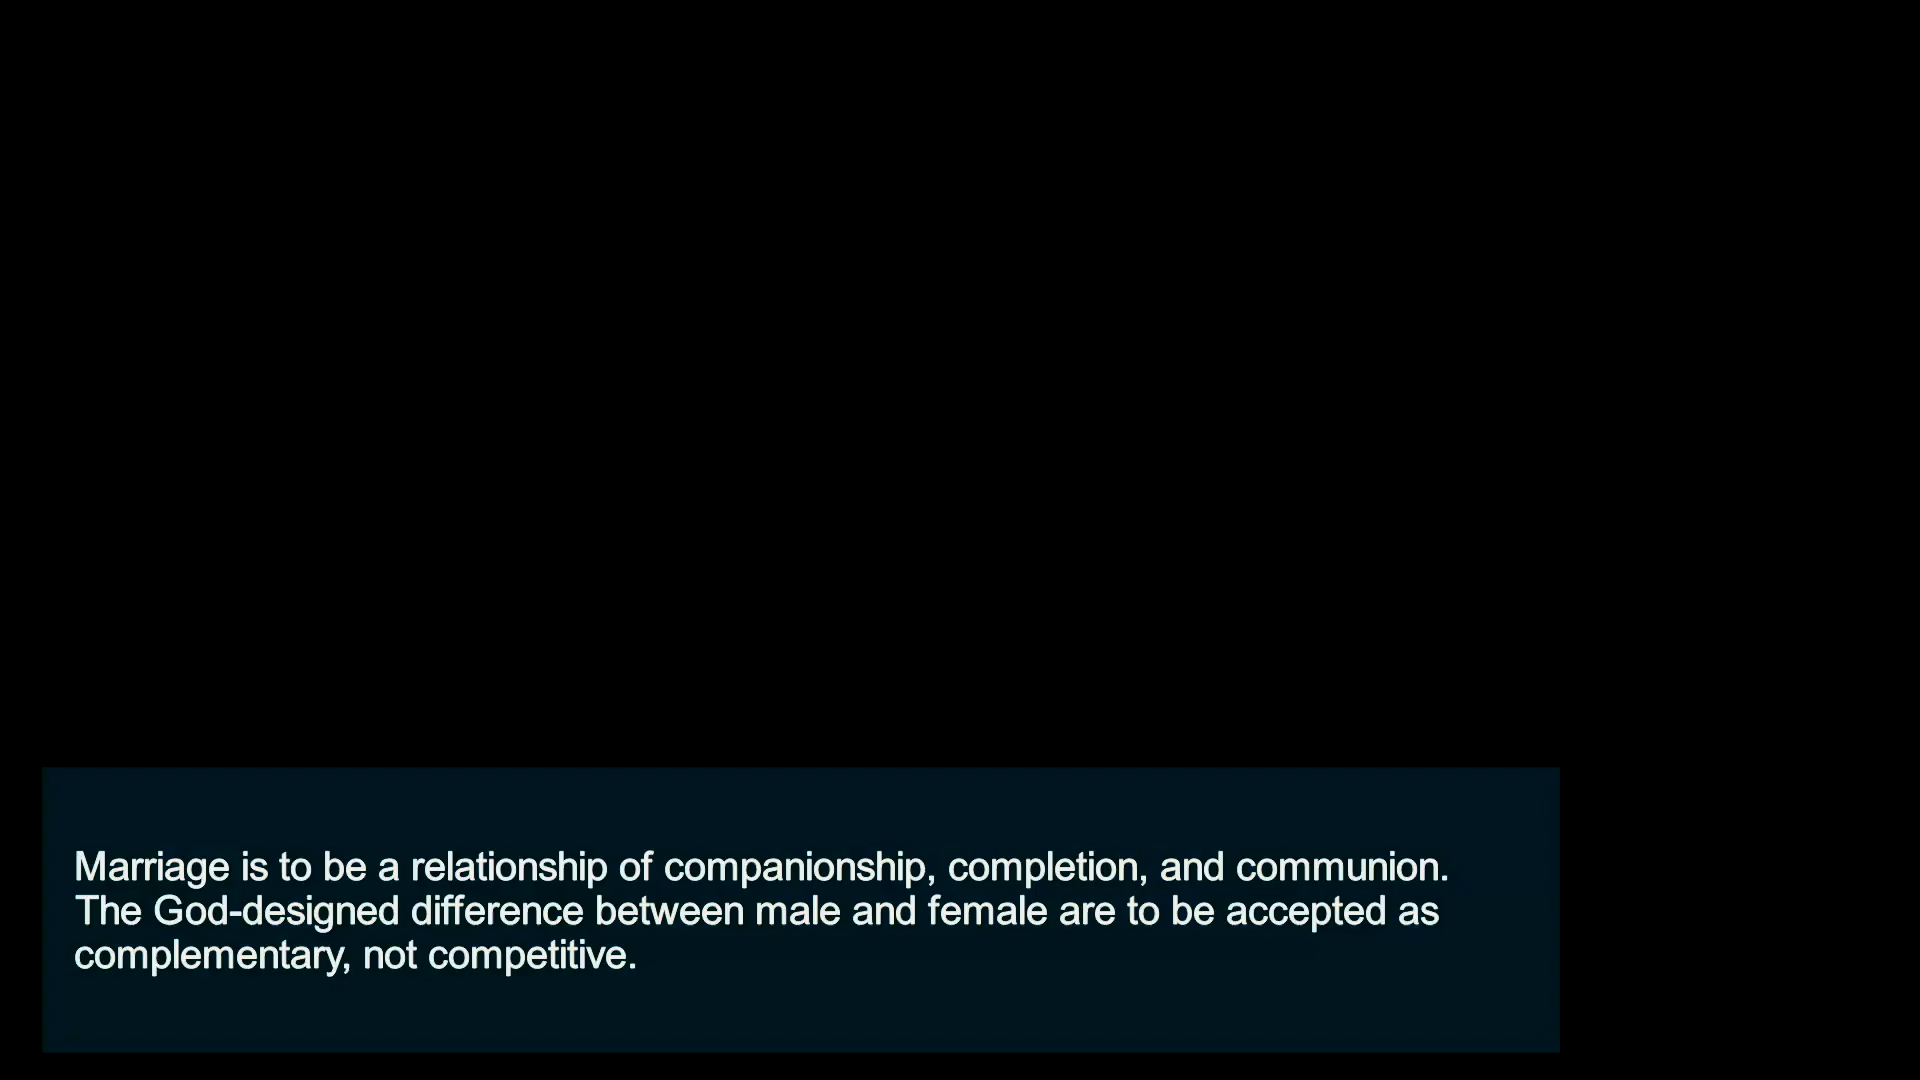 Marriage is to be a relationship of companionship, completion, and communion.
The God-designed difference between male and female are to be accepted as
complementary, not competitive.